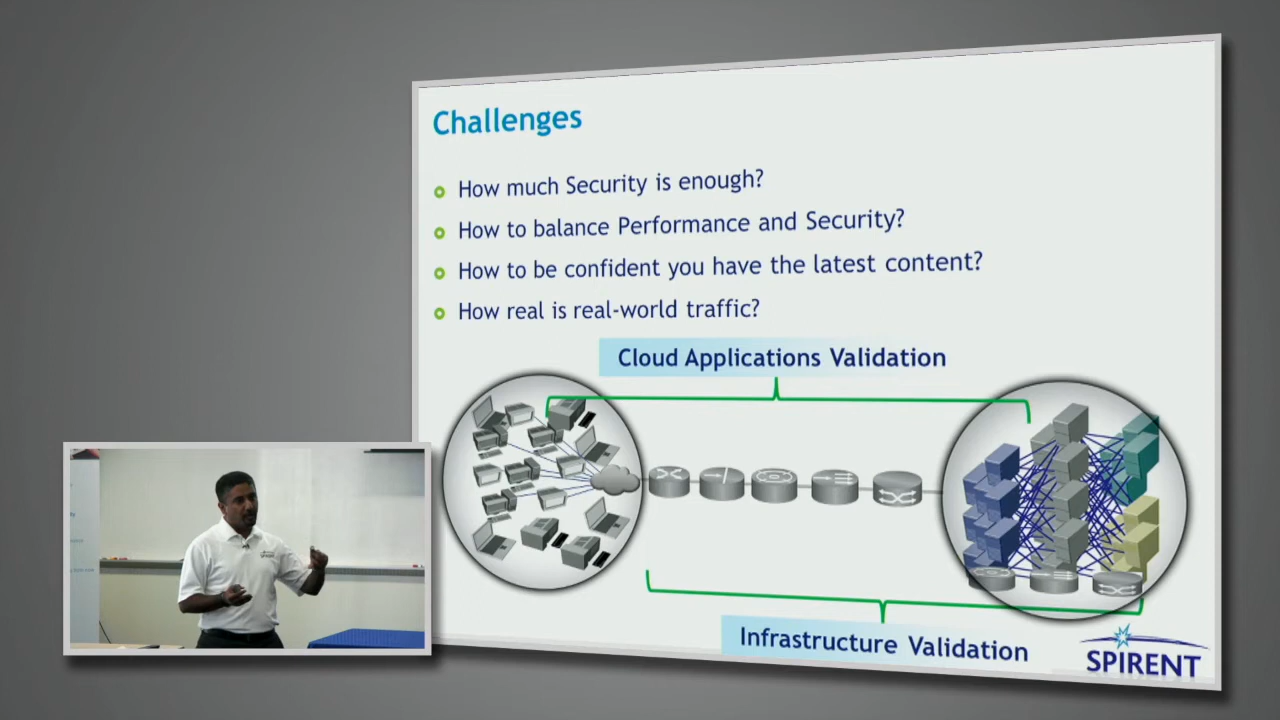 Challenges
How much Security is enough?
How to balance Performance and Security?
How to be confident you have the latest content?
How real is real-world traffic?
Cloud Applications Validation
Infrastructure Validation
SPIRENT